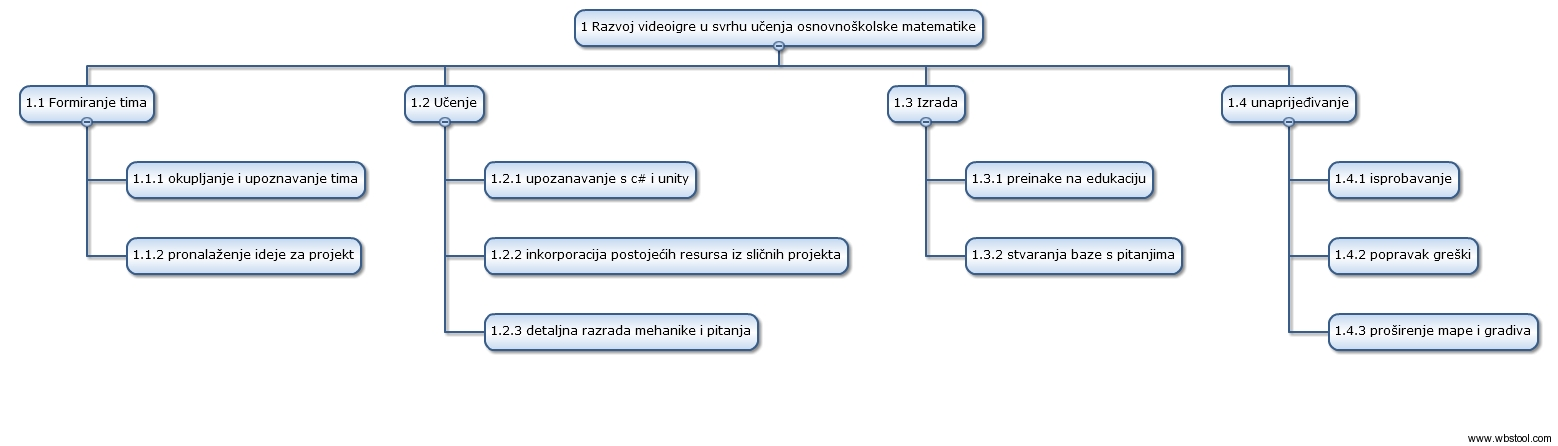 1 Razvoj videoigre u svrhu učenja osnovnoškolske matematike
1.1 Formiranje tima
1.1.1 okupljanje i upoznavanje tima
1.1.2 pronalaženje ideje za projekt
1.2 Učenje
1.2.1 upozanavanje s c# i unity
1.2.2 inkorporacija postojećih resursa iz sličnih projekta
1.2.3 detaljna razrada mehanike i pitanja
1.3 Izrada
1.3.1 preinake na edukaciju
1.3.2 stvaranja baze s pitanjima
1.4 unaprijeđivanje
1.4.1 isprobavanje
1.4.2 popravak greški
1.4.3 proširenje mape i gradiva
www.wbstool.com